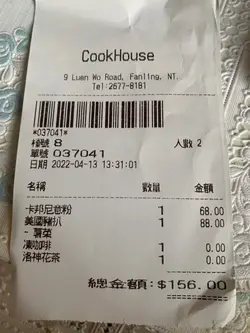 CookHouse
9 Luen Wo Road, Fanling, NT.
Tel:2677-8161
*037041*
檯號 8 人數 2
單號 037041
日期 2022-04-13 13:31:01
名稱 數量 金額
卡邦尼意粉 1 68.00
美國豬扒 1 88.00
- 薯菜
凍咖啡 1 0.00
洛神花茶 1 0.00
總金額:$156.00